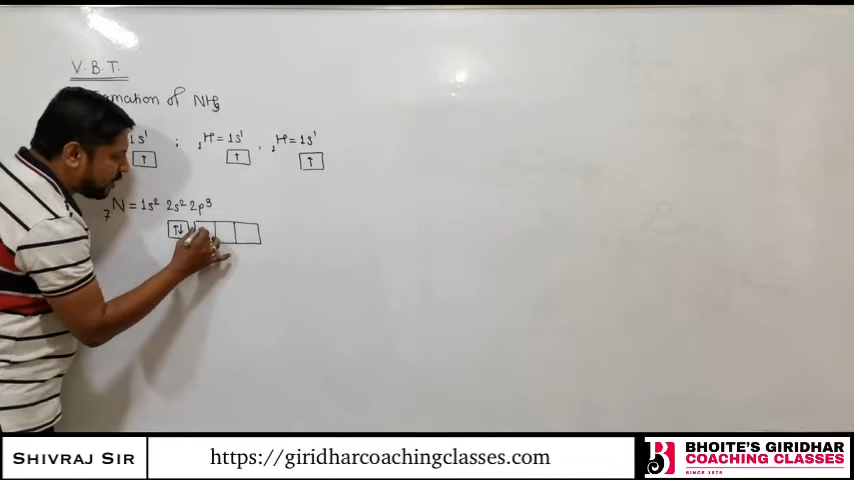 V.B.T.
Formation of NH3
1s¹ ; ₁H = 1s¹ , ₁H = 1s¹
↑ ↑ ↑
₇N = 1s² 2s² 2p³
↑↓
SHIVRAJ SIR
https://giridharcoachingclasses.com
BHOITE'S GIRIDHAR
COACHING CLASSES
SINCE 1978